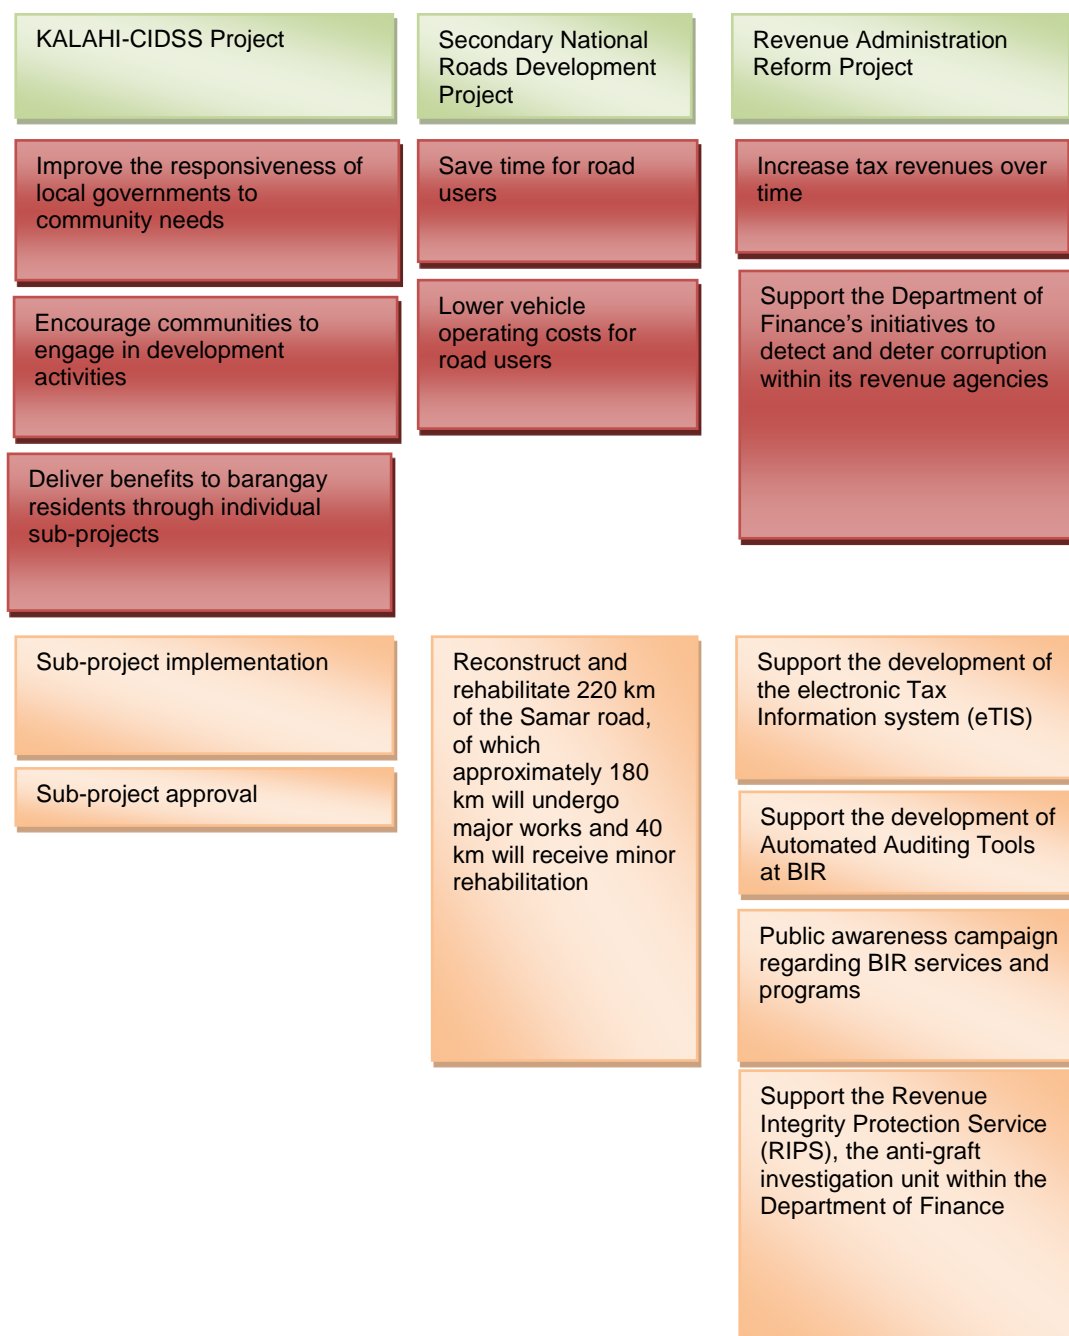 KALAHI-CIDSS Project
Secondary National
Roads Development
Project
Revenue Administration
Reform Project
Improve the responsiveness of
local governments to
community needs
Save time for road
users
Increase tax revenues over
time
Encourage communities to
engage in development
activities
Lower vehicle
operating costs for
road users
Support the Department of
Finance’s initiatives to
detect and deter corruption
within its revenue agencies
Deliver benefits to barangay
residents through individual
sub-projects
Sub-project implementation
Sub-project approval
Reconstruct and
rehabilitate 220 km
of the Samar road,
of which
approximately 180
km will undergo
major works and 40
km will receive minor
rehabilitation
Support the development of
the electronic Tax
Information system (eTIS)
Support the development of
Automated Auditing Tools
at BIR
Public awareness campaign
regarding BIR services and
programs
Support the Revenue
Integrity Protection Service
(RIPS), the anti-graft
investigation unit within the
Department of Finance